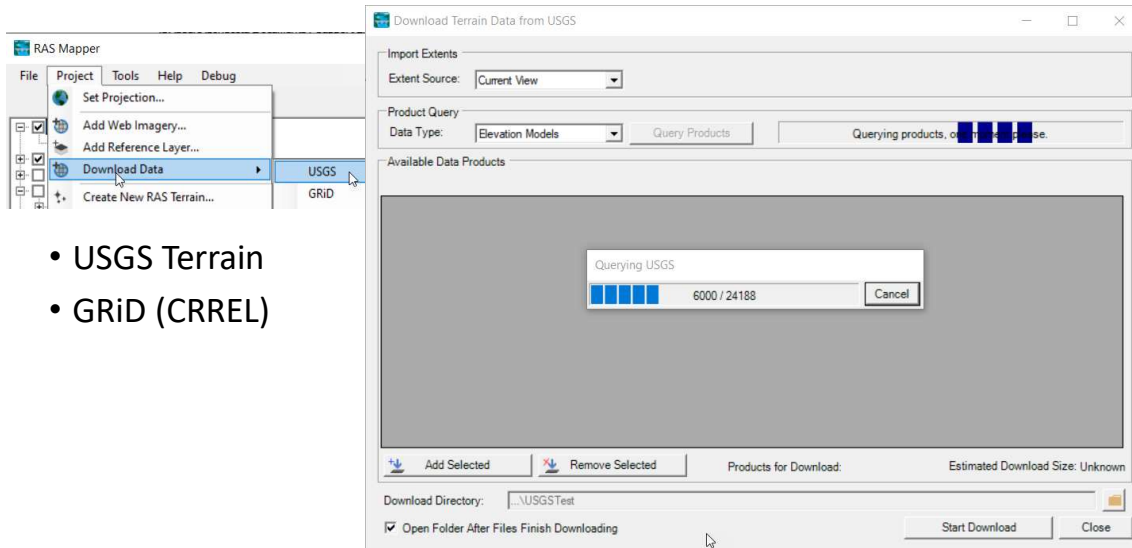 RAS Mapper
File Project Tools Help Debug
Set Projection...
Add Web Imagery...
Add Reference Layer...
Download Data
Create New RAS Terrain...
USGS
GRiD
• USGS Terrain
• GRiD (CRREL)
Download Terrain Data from USGS
Import Extents
Extent Source: Current View
Product Query
Data Type: Elevation Models Query Products Querying products, please.
Available Data Products
Querying USGS
6000 / 24188 Cancel
Add Selected Remove Selected Products for Download: Estimated Download Size: Unknown
Download Directory: ...\USGSTest
Open Folder After Files Finish Downloading Start Download Close